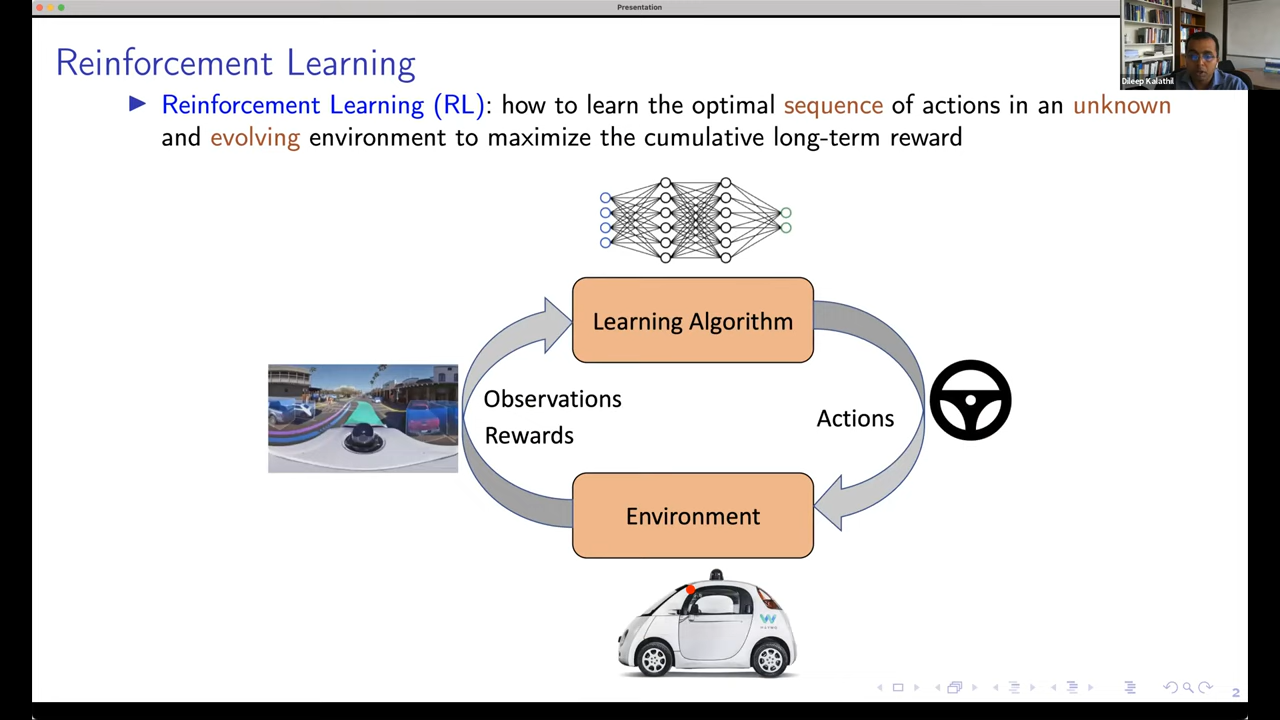 Presentation
Reinforcement Learning
Dileep Kalathil
Reinforcement Learning (RL): how to learn the optimal sequence of actions in an unknown
and evolving environment to maximize the cumulative long-term reward
Learning Algorithm
Observations
Rewards
Actions
Environment
2